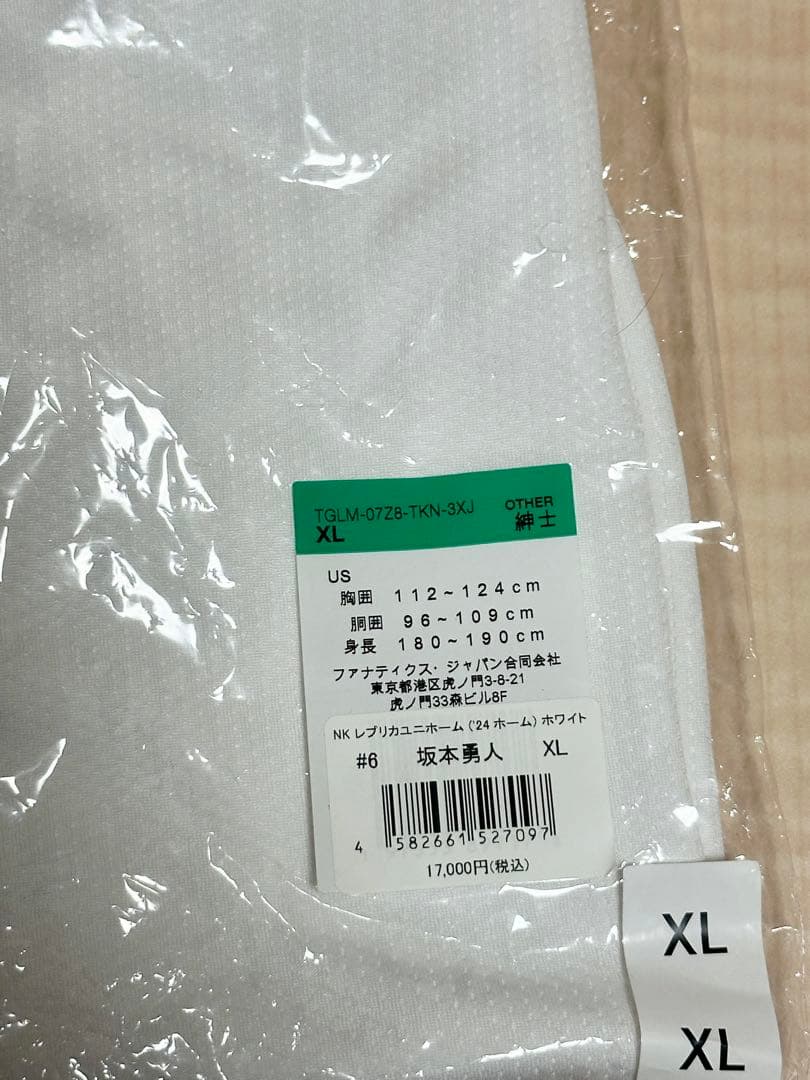 TGLM-07Z8-TKN-3XJ OTHER
XL 紳士
US
胸囲 112~124cm
胴囲 96~109cm
身長 180~190cm
ファナティクス・ジャパン合同会社
東京都港区虎ノ門3-8-21
虎ノ門33森ビル8F
NK レプリカユニホーム ('24 ホーム) ホワイト
#6 坂本勇人 XL
4 582661 527097
17,000円(税込)
XL
XL